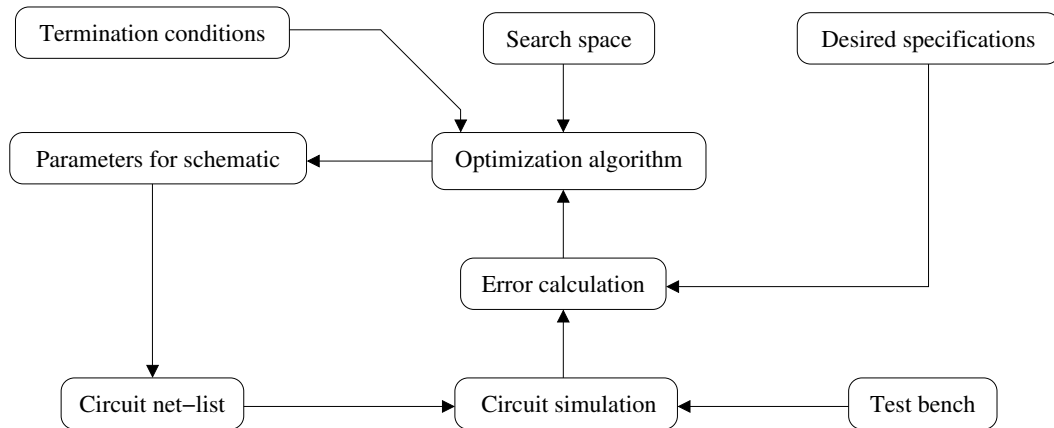 Termination conditions
Search space
Desired specifications
Parameters for schematic
Optimization algorithm
Error calculation
Circuit net−list
Circuit simulation
Test bench